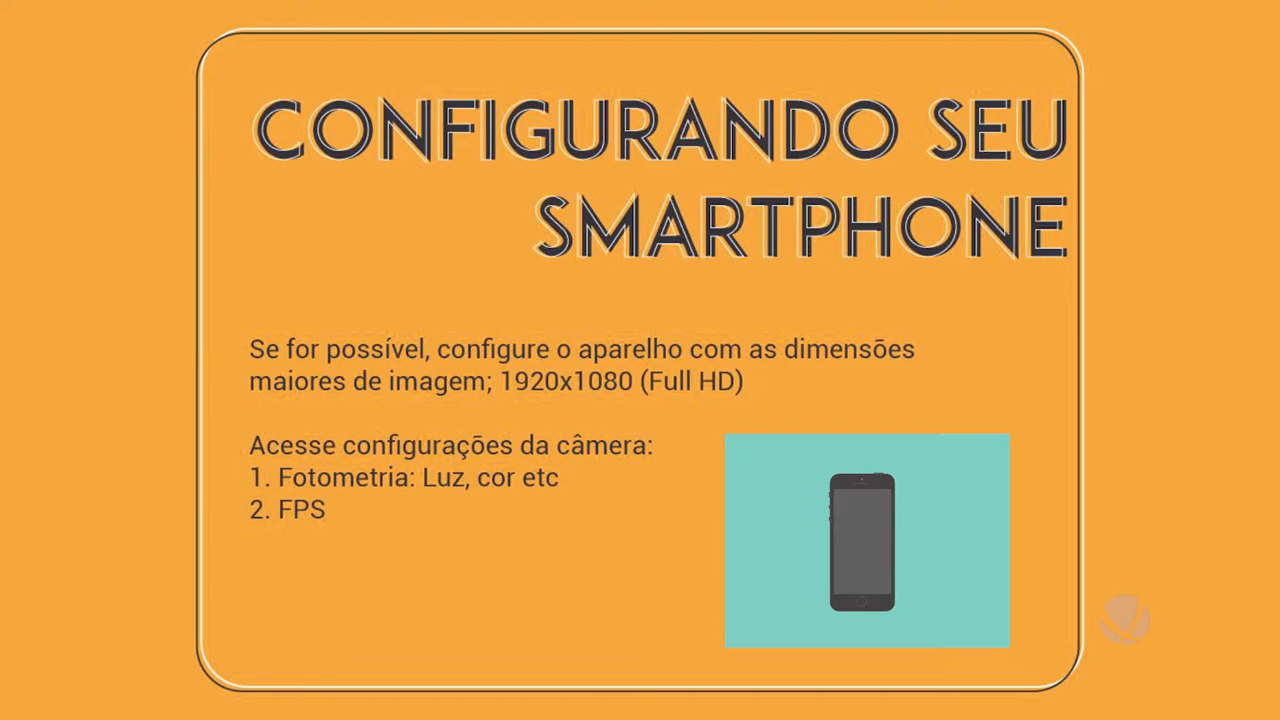 CONFIGURANDO SEU
SMARTPHONE
Se for possível, configure o aparelho com as dimensões
maiores de imagem; 1920x1080 (Full HD)
Acesse configurações da câmera:
1. Fotometria: Luz, cor etc
2. FPS